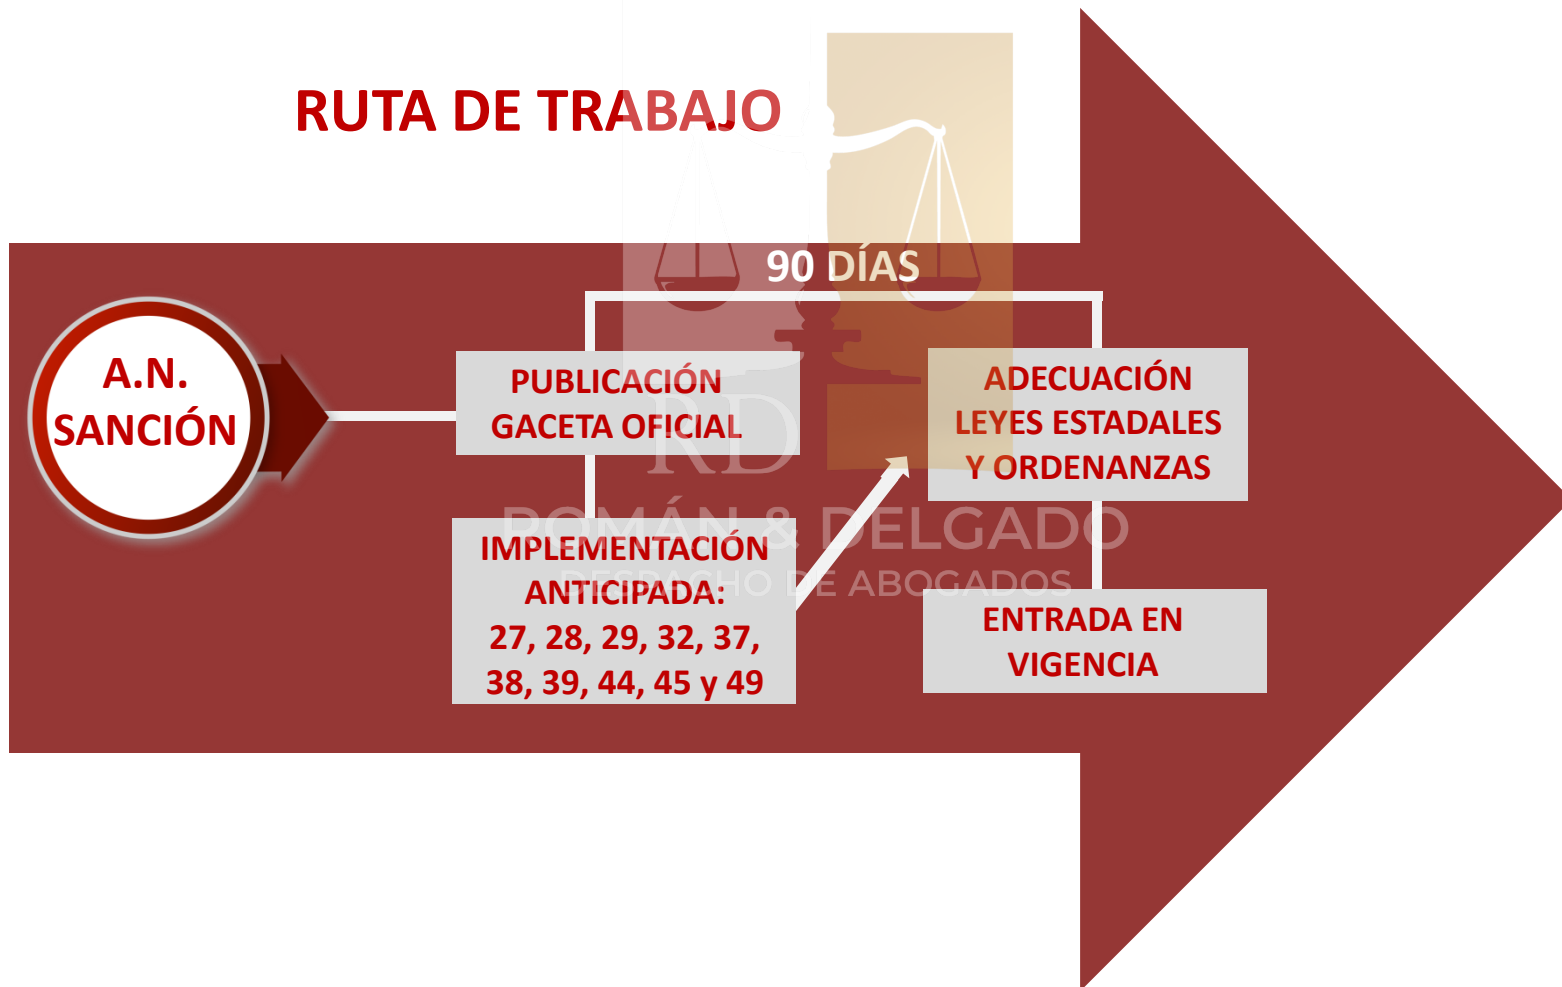 RUTA DE TRABAJO
90 DÍAS
A.N.
SANCIÓN
PUBLICACIÓN
GACETA OFICIAL
IMPLEMENTACIÓN
ANTICIPADA:
27, 28, 29, 32, 37,
38, 39, 44, 45 y 49
ADECUACIÓN
LEYES ESTADALES
Y ORDENANZAS
ENTRADA EN
VIGENCIA
RD
ROMÁN & DELGADO
DESPACHO DE ABOGADOS